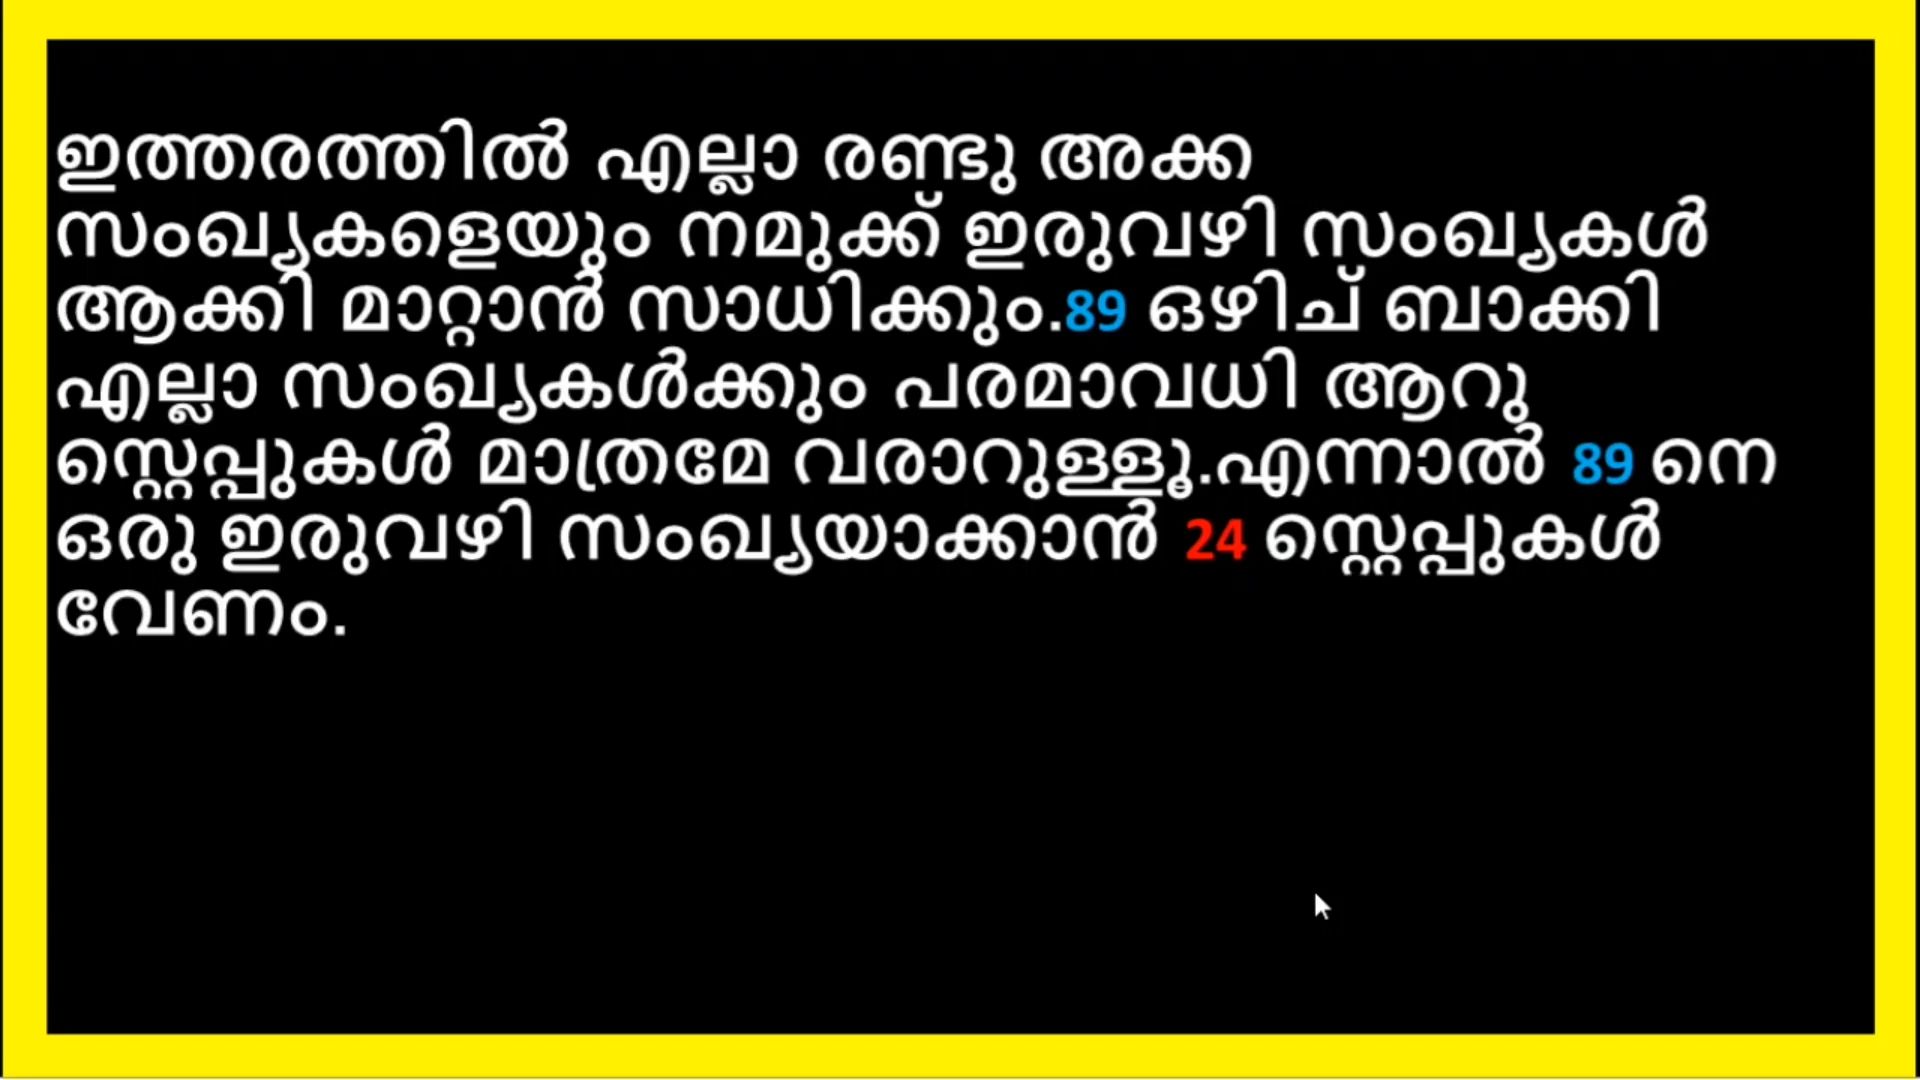 ഇത്തരത്തിൽ എല്ലാ രണ്ടു അക്ക
സംഖ്യകളെയും നമുക്ക് ഇരുവഴി സംഖ്യകൾ
ആക്കി മാറ്റാൻ സാധിക്കും.89 ഒഴിച് ബാക്കി
എല്ലാ സംഖ്യകൾക്കും പരമാവധി ആറു
സ്റ്റെപ്പുകൾ മാത്രമേ വരാറുള്ളൂ.എന്നാൽ 89 നെ
ഒരു ഇരുവഴി സംഖ്യയാക്കാൻ 24 സ്റ്റെപ്പുകൾ
വേണം.